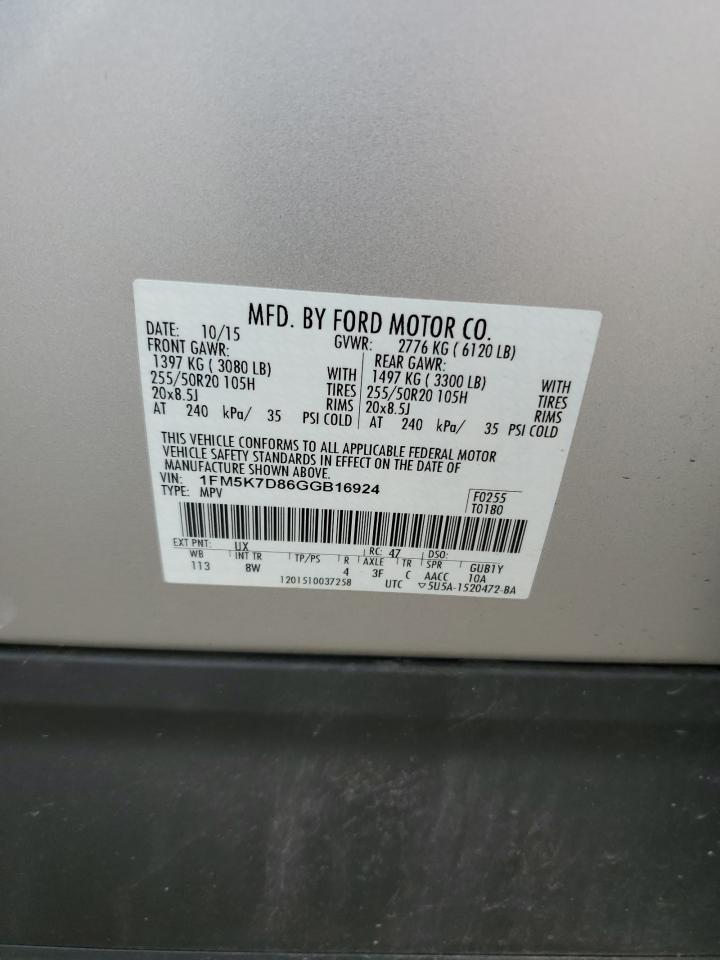 MFD. BY FORD MOTOR CO.
DATE: 10/15 GVWR: 2776 KG ( 6120 LB)
FRONT GAWR: REAR GAWR:
1397 KG ( 3080 LB) WITH 1497 KG ( 3300 LB) WITH
255/50R20 105H TIRES 255/50R20 105H TIRES
20x8.5J RIMS 20x8.5J RIMS
AT 240 kPa/ 35 PSI COLD AT 240 kPa/ 35 PSI COLD
THIS VEHICLE CONFORMS TO ALL APPLICABLE FEDERAL MOTOR
VEHICLE SAFETY STANDARDS IN EFFECT ON THE DATE OF
MANUFACTURE SHOWN ABOVE.
VIN: 1FM5K7D86GGB16924 F0255
TYPE: MPV T0180
EXT PNT: UX RC: 47 DSO:
WB INT TR TP/PS R AXLE TR SPR GUB1Y
113 8W 4 3F C AACC 10A
1201510037258 UTC ▽5U5A-1520472-BA